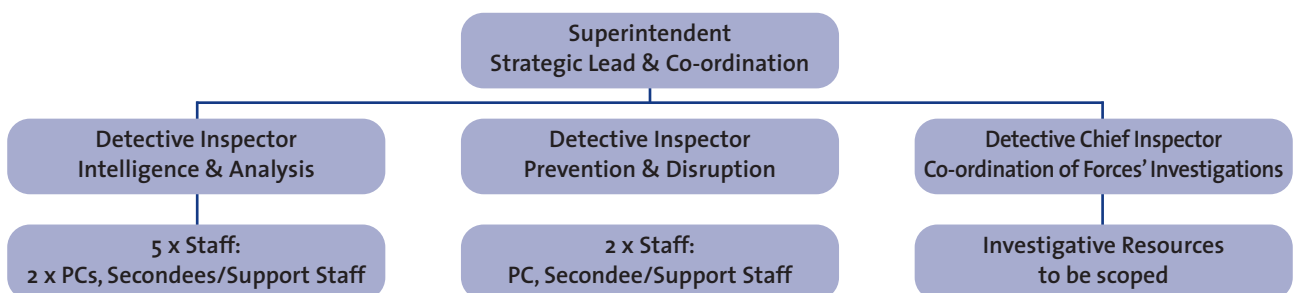 Superintendent
Strategic Lead & Co-ordination
Detective Inspector
Intelligence & Analysis
Detective Inspector
Prevention & Disruption
Detective Chief Inspector
Co-ordination of Forces’ Investigations
5 x Staff:
2 x PCs, Secondees/Support Staff
2 x Staff:
PC, Secondee/Support Staff
Investigative Resources
to be scoped